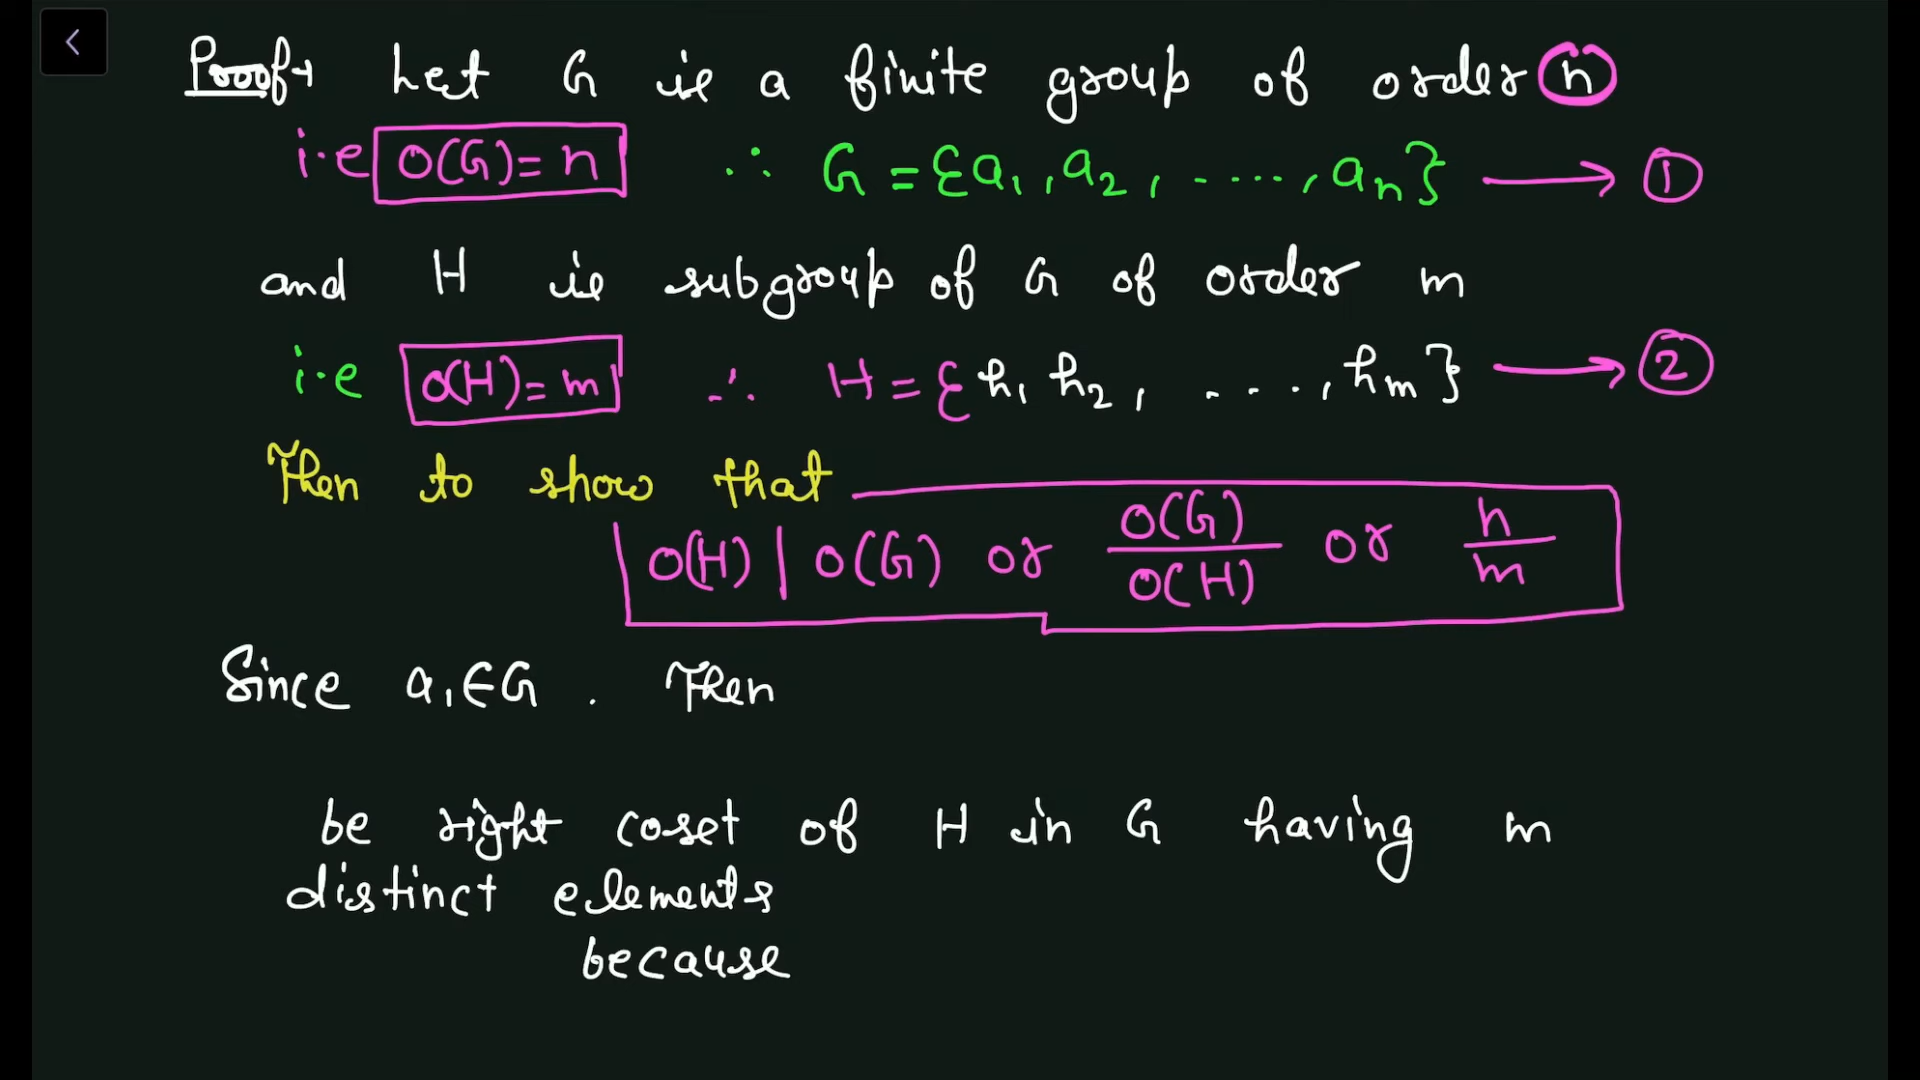 Proof→ Let G is a finite group of order n
i.e O(G)= n ∴ G = {a₁, a₂, ....., aₙ} ⟶ ①
and H is subgroup of G of order m
i.e O(H)= m ∴ H = {h₁ h₂, ...., hₘ} ⟶ ②
Then to show that
O(H) | O(G) or O(G)/O(H) or n/m
Since a₁∈G . Then
be right coset of H in G having m
distinct elements
because